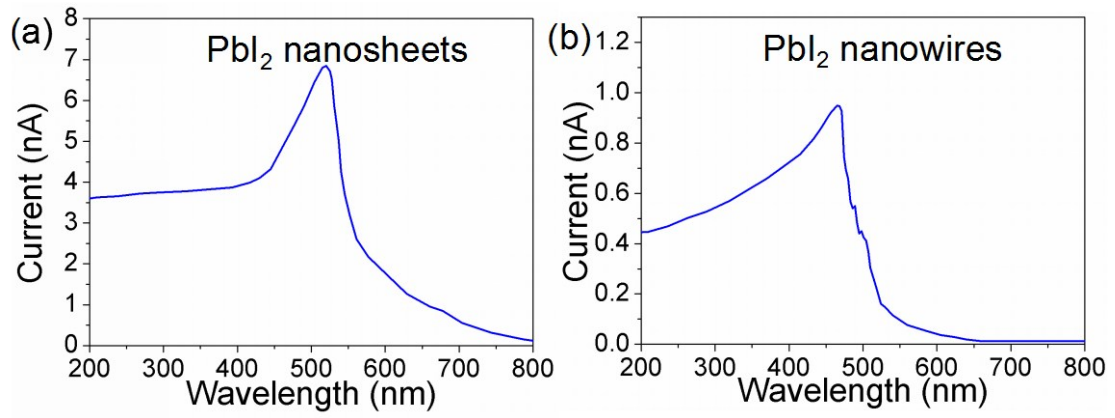 (a)
PbI₂ nanosheets
Current (nA)
8
7
6
5
4
3
2
1
0
200 300 400 500 600 700 800
Wavelength (nm)
(b)
PbI₂ nanowires
Current (nA)
1.2
1.0
0.8
0.6
0.4
0.2
0.0
200 300 400 500 600 700 800
Wavelength (nm)